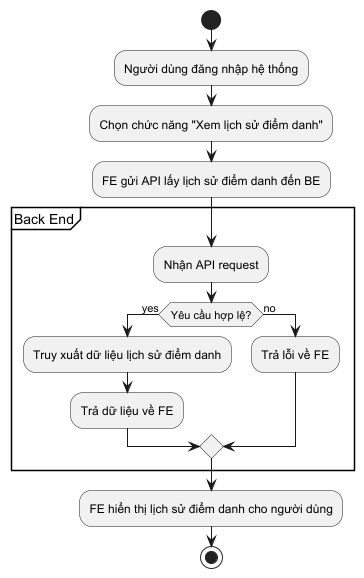 Người dùng đăng nhập hệ thống
Chọn chức năng "Xem lịch sử điểm danh"
FE gửi API lấy lịch sử điểm danh đến BE
Back End
Nhận API request
yes
Yêu cầu hợp lệ?
no
Truy xuất dữ liệu lịch sử điểm danh
Trả lỗi về FE
Trả dữ liệu về FE
FE hiển thị lịch sử điểm danh cho người dùng